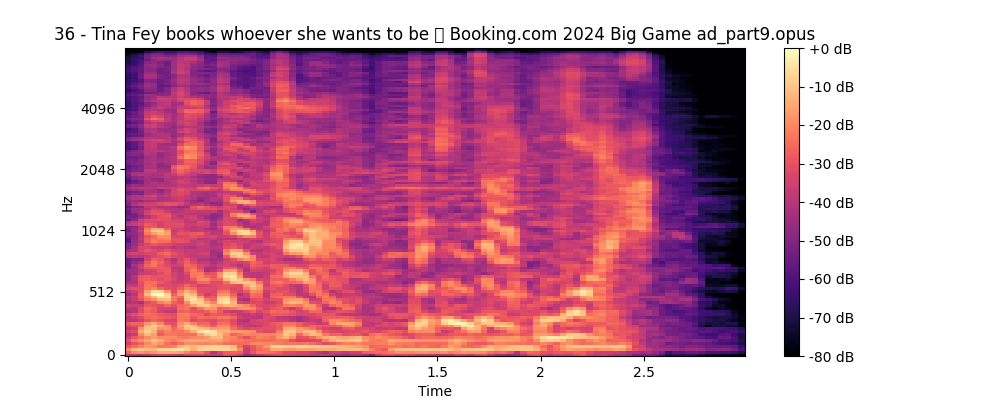 36 - Tina Fey books whoever she wants to be ▯ Booking.com 2024 Big Game ad_part9.opus
Hz
4096
2048
1024
512
0
0
0.5
1
1.5
2
2.5
Time
+0 dB
-10 dB
-20 dB
-30 dB
-40 dB
-50 dB
-60 dB
-70 dB
-80 dB